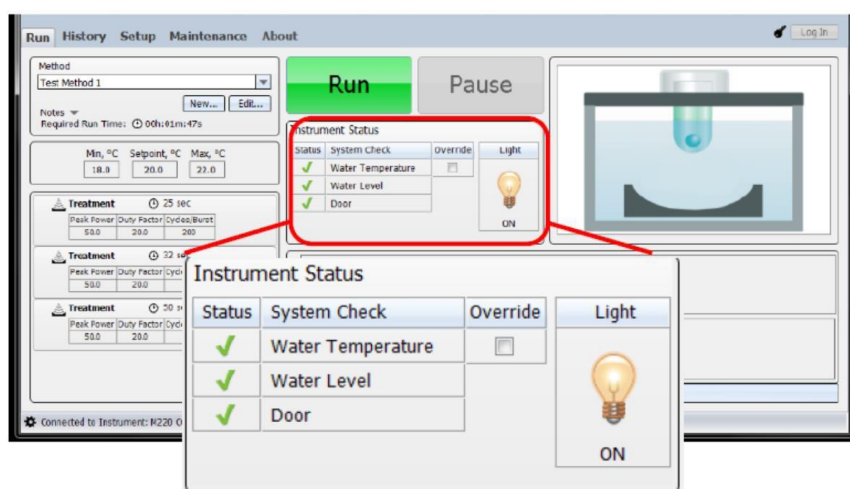 Run History Setup Maintenance About
Log In
Method
Test Method 1
New... Edit...
Notes
Required Run Time: 00h:01m:47s
Min, °C Setpoint, °C Max, °C
18.0 20.0 22.0
Treatment 25 sec
Peak Power Duty Factor Cycles/Burst
50.0 20.0 200
Treatment 32
Peak Power Duty Factor
50.0 20.0
Treatment 50
Peak Power Duty Factor
50.0 20.0
Connected to Instrument: M220
Run
Pause
Instrument Status
Status System Check Override Light
Water Temperature
Water Level
Door
ON
Instrument Status
Status System Check Override Light
Water Temperature
Water Level
Door
ON